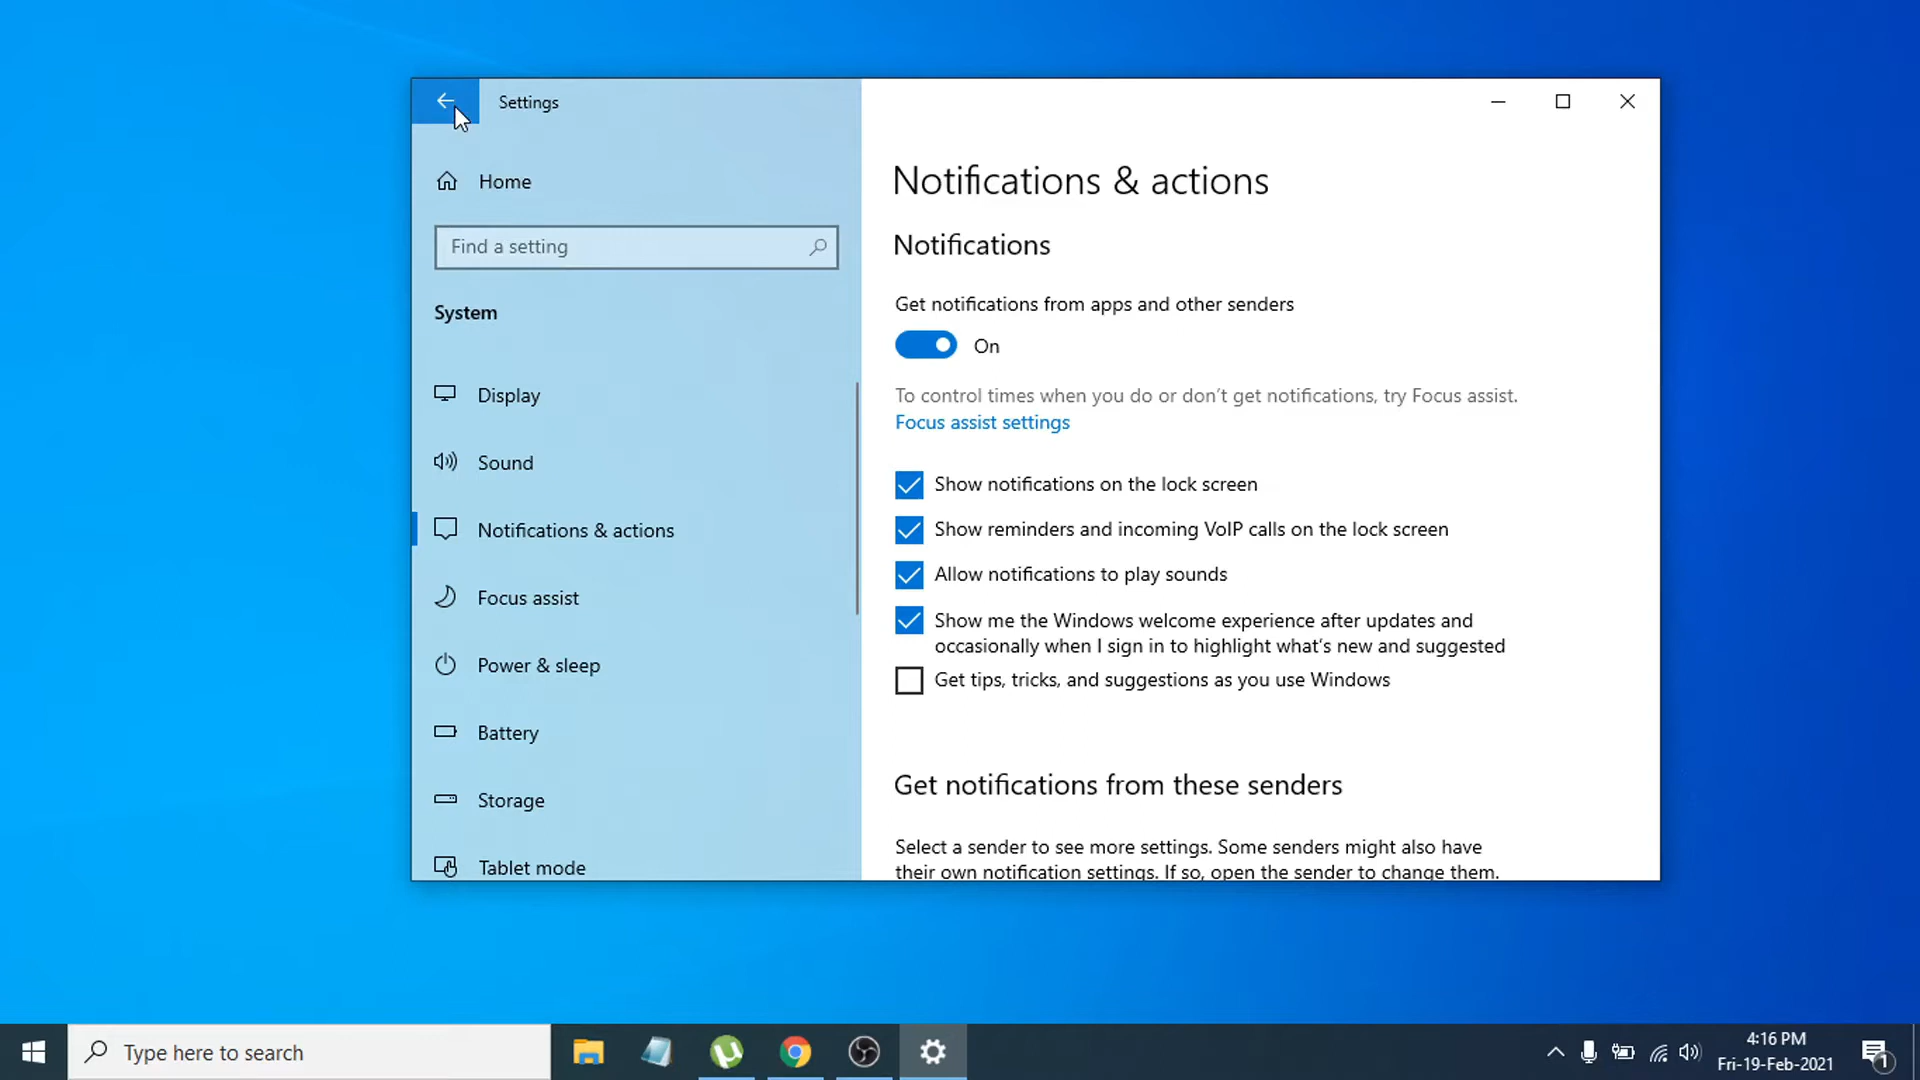 Settings
Home
Find a setting
System
Display
Sound
Notifications & actions
Focus assist
Power & sleep
Battery
Storage
Tablet mode
Notifications & actions
Notifications
Get notifications from apps and other senders
On
To control times when you do or don't get notifications, try Focus assist.
Focus assist settings
Show notifications on the lock screen
Show reminders and incoming VoIP calls on the lock screen
Allow notifications to play sounds
Show me the Windows welcome experience after updates and
occasionally when I sign in to highlight what's new and suggested
Get tips, tricks, and suggestions as you use Windows
Get notifications from these senders
Select a sender to see more settings. Some senders might also have
their own notification settings. If so, open the sender to change them.
Type here to search
4:16 PM
Fri-19-Feb-2021
1